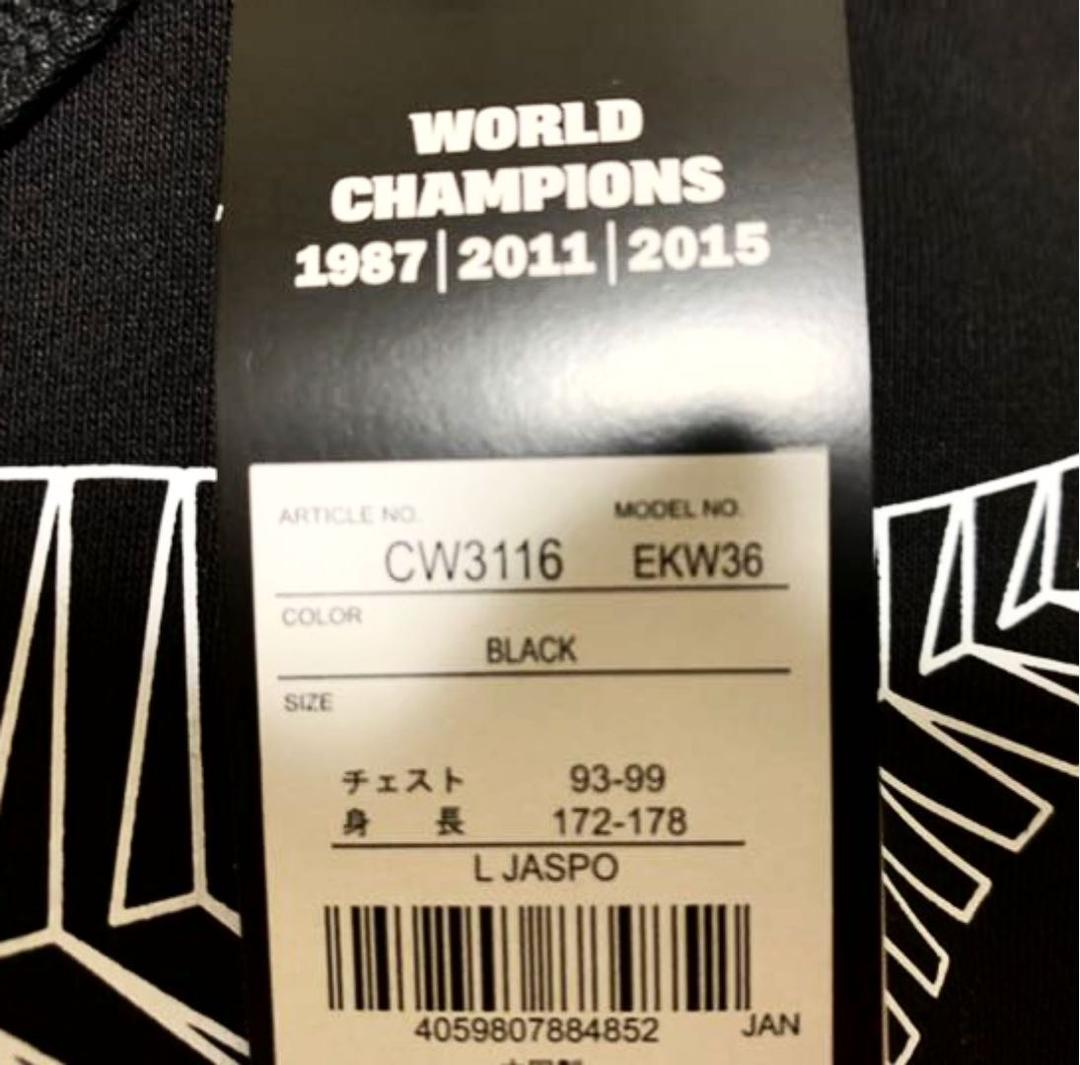 WORLD
CHAMPIONS
1987|2011|2015
ARTICLE NO. MODEL NO.
CW3116 EKW36
COLOR
BLACK
SIZE
チェスト 93-99
身 長 172-178
L JASPO
4059807884852 JAN